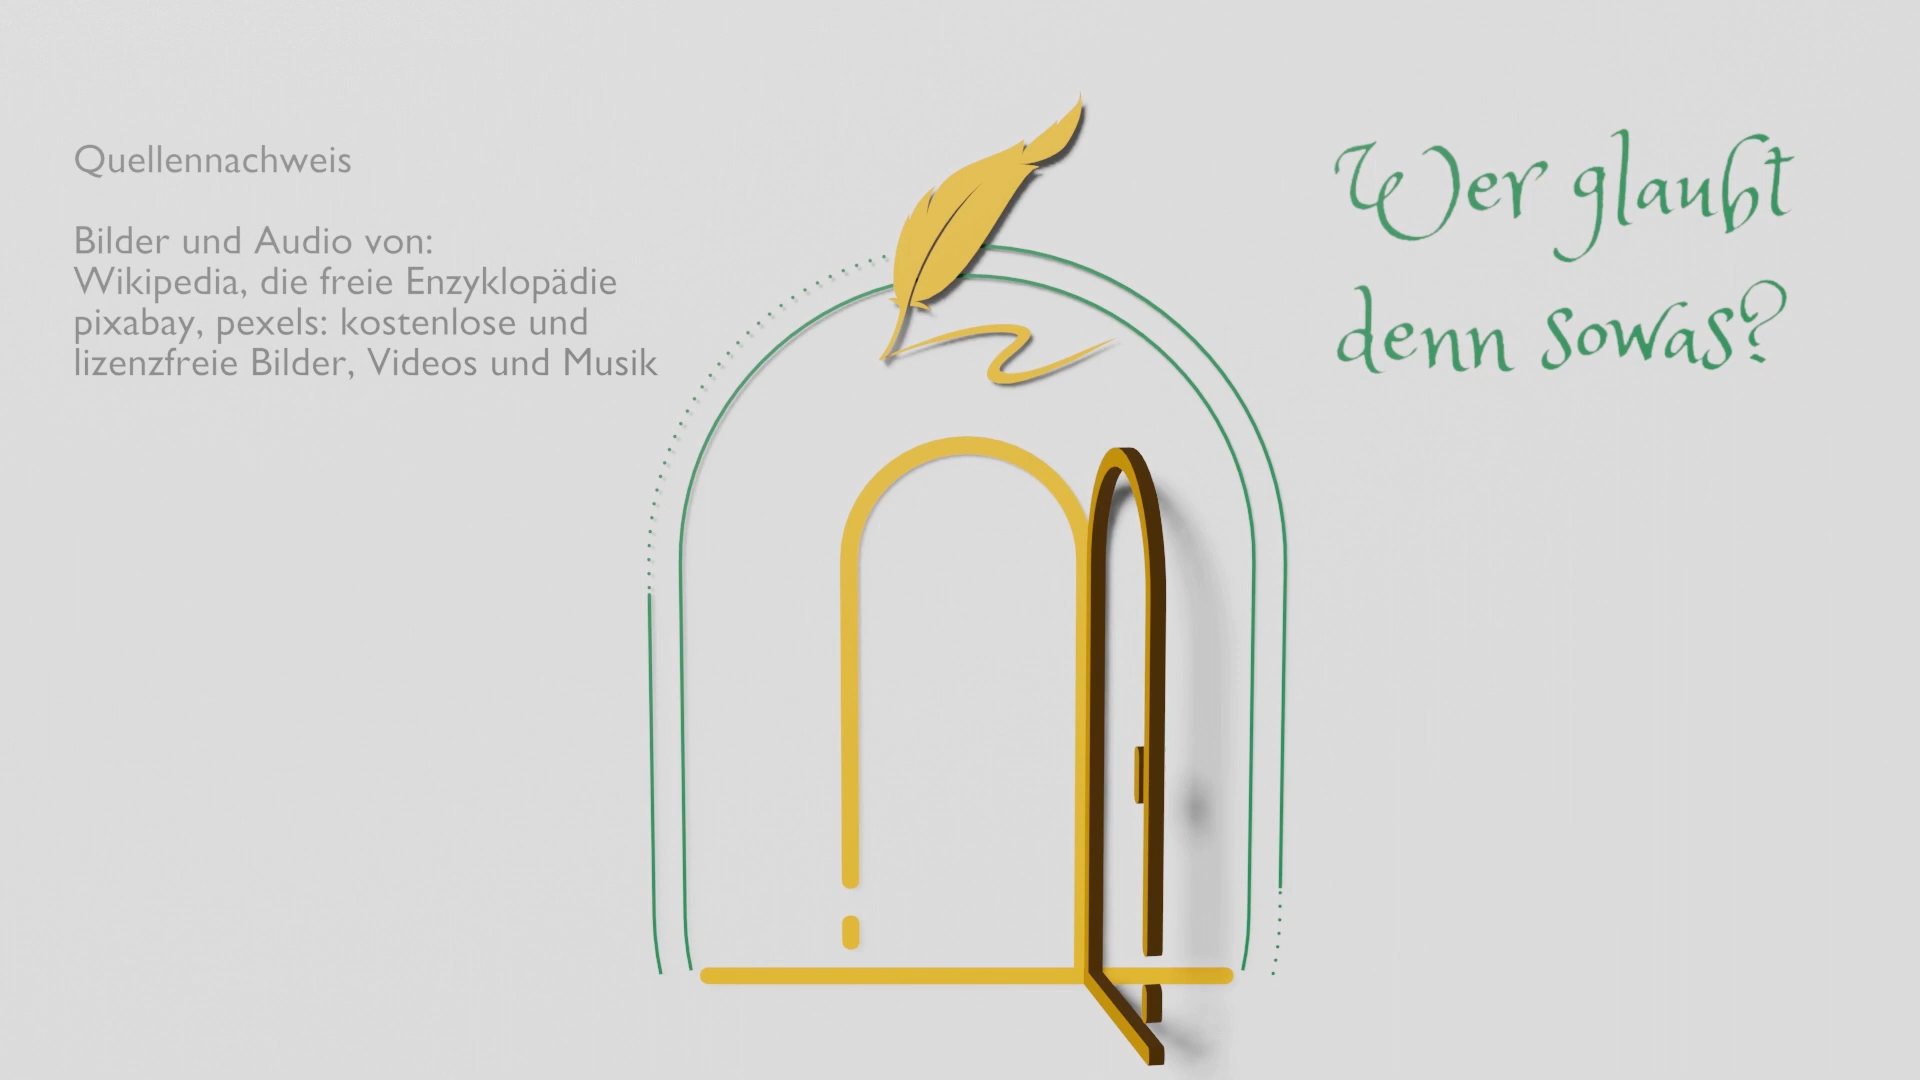 Quellennachweis
Bilder und Audio von:
Wikipedia, die freie Enzyklopädie
pixabay, pexels: kostenlose und
lizenzfreie Bilder, Videos und Musik
Wer glaubt
denn sowas?